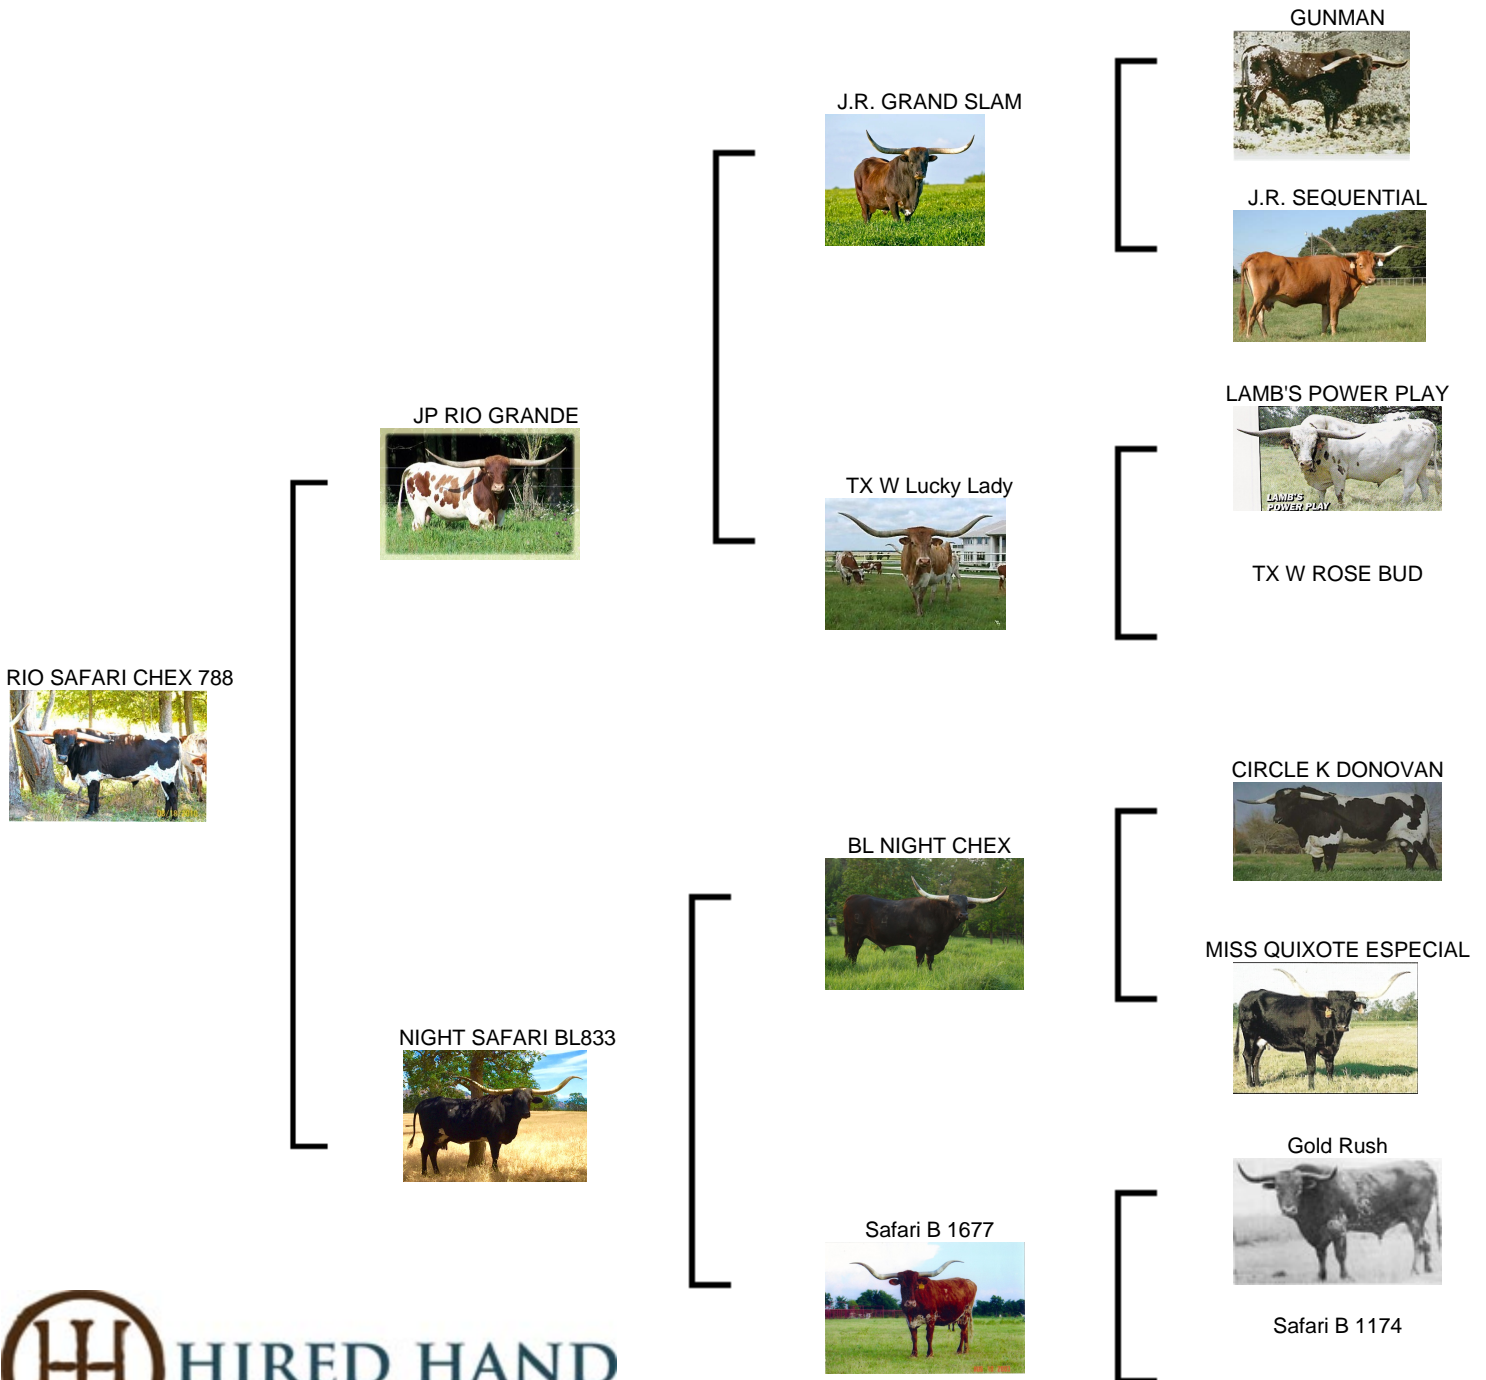 GUNMAN
J.R. GRAND SLAM
J.R. SEQUENTIAL
LAMB'S POWER PLAY
LAMB'S
POWER PLAY
JP RIO GRANDE
TX W Lucky Lady
TX W ROSE BUD
RIO SAFARI CHEX 788
CIRCLE K DONOVAN
BL NIGHT CHEX
MISS QUIXOTE ESPECIAL
NIGHT SAFARI BL833
Gold Rush
Safari B 1677
Safari B 1174
HIRED HAND